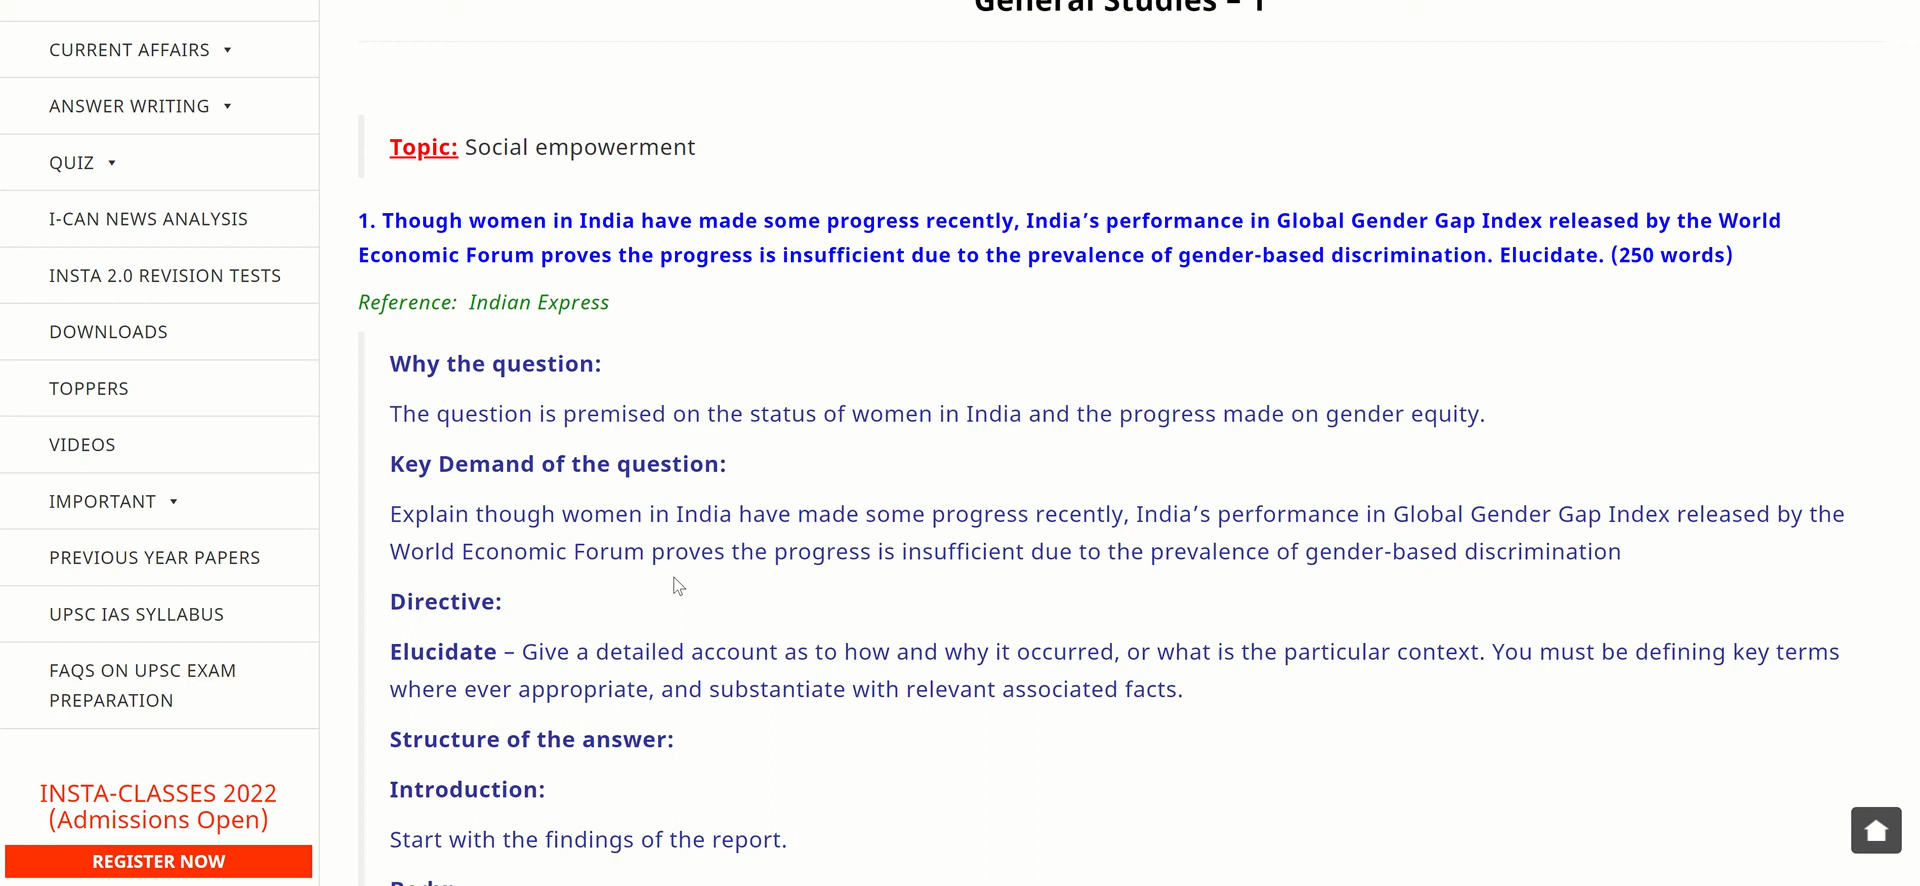 General Studies – 1
CURRENT AFFAIRS
ANSWER WRITING
QUIZ
I-CAN NEWS ANALYSIS
INSTA 2.0 REVISION TESTS
DOWNLOADS
TOPPERS
VIDEOS
IMPORTANT
PREVIOUS YEAR PAPERS
UPSC IAS SYLLABUS
FAQS ON UPSC EXAM
PREPARATION
INSTA-CLASSES 2022
(Admissions Open)
REGISTER NOW
Topic: Social empowerment
1. Though women in India have made some progress recently, India’s performance in Global Gender Gap Index released by the World
Economic Forum proves the progress is insufficient due to the prevalence of gender-based discrimination. Elucidate. (250 words)
Reference: Indian Express
Why the question:
The question is premised on the status of women in India and the progress made on gender equity.
Key Demand of the question:
Explain though women in India have made some progress recently, India’s performance in Global Gender Gap Index released by the
World Economic Forum proves the progress is insufficient due to the prevalence of gender-based discrimination
Directive:
Elucidate – Give a detailed account as to how and why it occurred, or what is the particular context. You must be defining key terms
where ever appropriate, and substantiate with relevant associated facts.
Structure of the answer:
Introduction:
Start with the findings of the report.
Body: